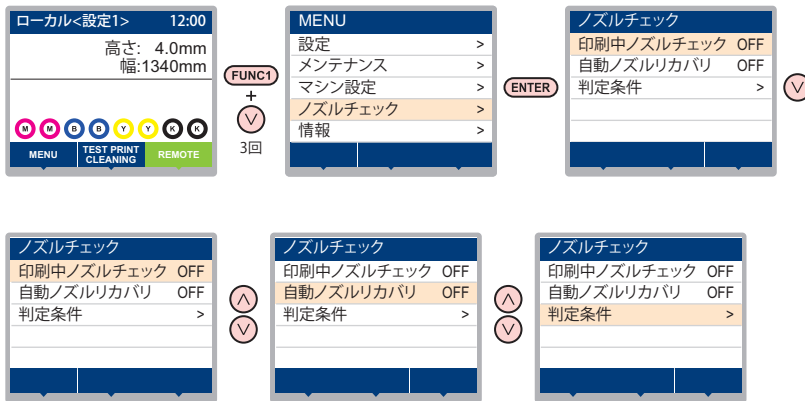 ローカル<設定1> 12:00
高さ: 4.0mm
幅:1340mm
M M B B Y Y K K
MENU TEST PRINT CLEANING REMOTE
FUNC1
+
3回
MENU
設定 >
メンテナンス >
マシン設定 >
ノズルチェック >
情報 >
ENTER
ノズルチェック
印刷中ノズルチェック OFF
自動ノズルリカバリ OFF
判定条件 >
ノズルチェック
印刷中ノズルチェック OFF
自動ノズルリカバリ OFF
判定条件 >
ノズルチェック
印刷中ノズルチェック OFF
自動ノズルリカバリ OFF
判定条件 >
ノズルチェック
印刷中ノズルチェック OFF
自動ノズルリカバリ OFF
判定条件 >